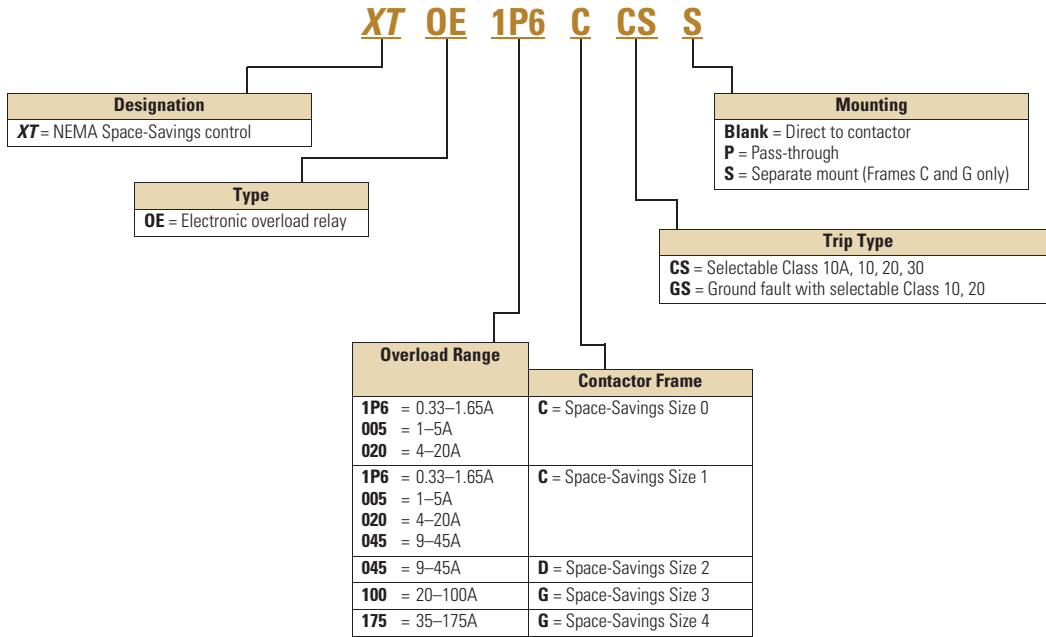 XT OE 1P6 C CS S
Designation
XT = NEMA Space-Savings control
Type
OE = Electronic overload relay
Mounting
Blank = Direct to contactor
P = Pass-through
S = Separate mount (Frames C and G only)
Trip Type
CS = Selectable Class 10A, 10, 20, 30
GS = Ground fault with selectable Class 10, 20
Overload Range
Contactor Frame
1P6 = 0.33–1.65A C = Space-Savings Size 0
005 = 1–5A
020 = 4–20A
1P6 = 0.33–1.65A C = Space-Savings Size 1
005 = 1–5A
020 = 4–20A
045 = 9–45A
045 = 9–45A D = Space-Savings Size 2
100 = 20–100A G = Space-Savings Size 3
175 = 35–175A G = Space-Savings Size 4